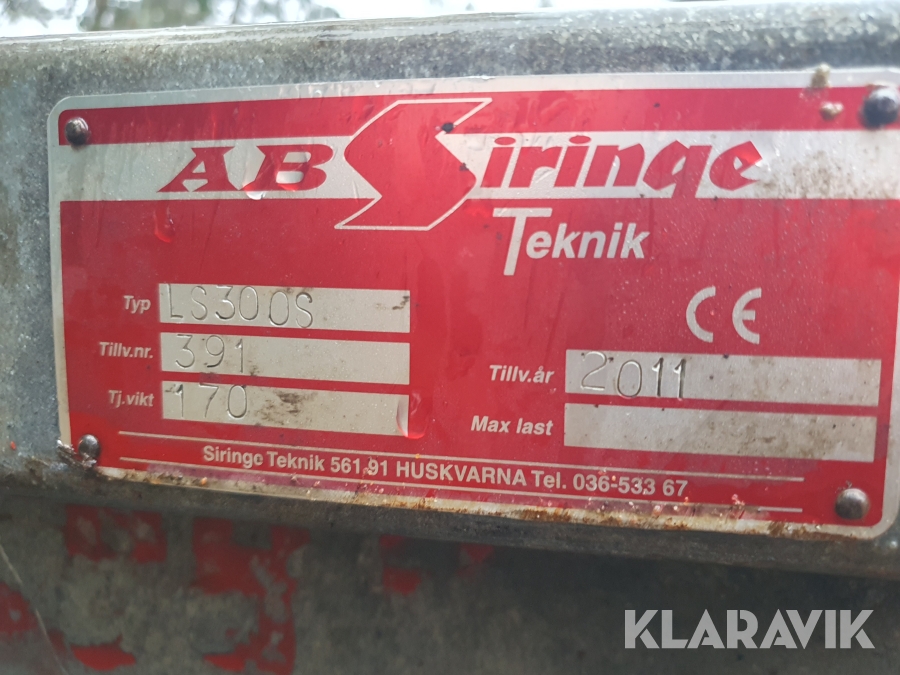 AB Siringe
Teknik
Typ LS300S
Tillv.nr. 391
Tj.vikt 170
CE
Tillv.år 2011
Max last
Siringe Teknik 561 91 HUSKVARNA Tel. 036-533 67
KLARAVIK